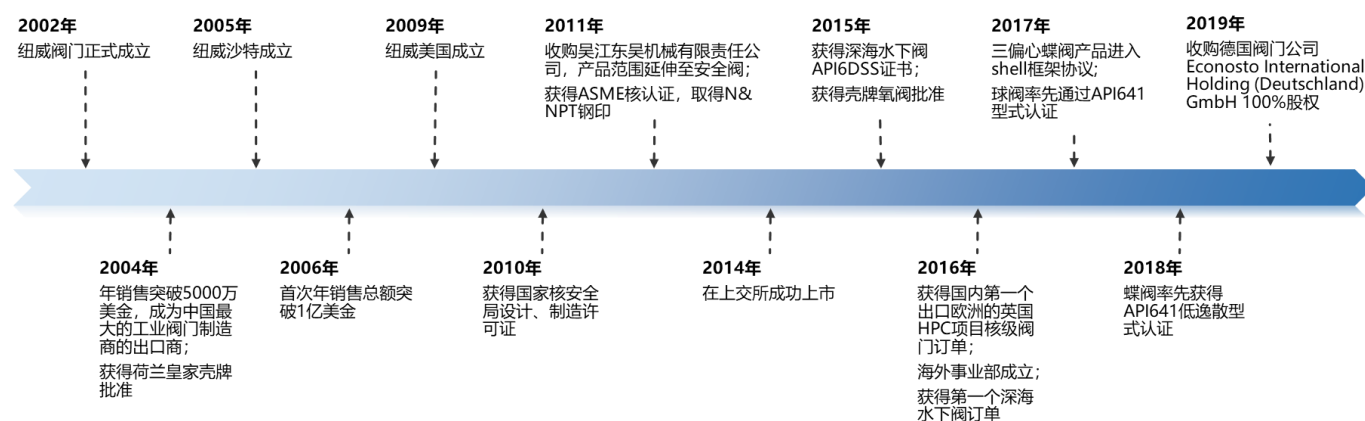 2002年
纽威阀门正式成立
2005年
纽威沙特成立
2009年
纽威美国成立
2011年
收购吴江东吴机械有限责任公
司，产品范围延伸至安全阀；
获得ASME核认证，取得N&
NPT钢印
2015年
获得深海水下阀
API6DSS证书；
获得壳牌氧阀批准
2017年
三偏心蝶阀产品进入
shell框架协议；
球阀率先通过API641
型式认证
2019年
收购德国阀门公司
Econosto International
Holding (Deutschland)
GmbH 100%股权
2004年
年销售突破5000万
美金，成为中国最
大的工业阀门制造
商的出口商；
获得荷兰皇家壳牌
批准
2006年
首次年销售总额突
破1亿美金
2010年
获得国家核安全
局设计、制造许
可证
2014年
在上交所成功上市
2016年
获得国内第一个
出口欧洲的英国
HPC项目核级阀
门订单；
海外事业部成立；
获得第一个深海
水下阀订单
2018年
蝶阀率先获得
API641低逸散型
式认证